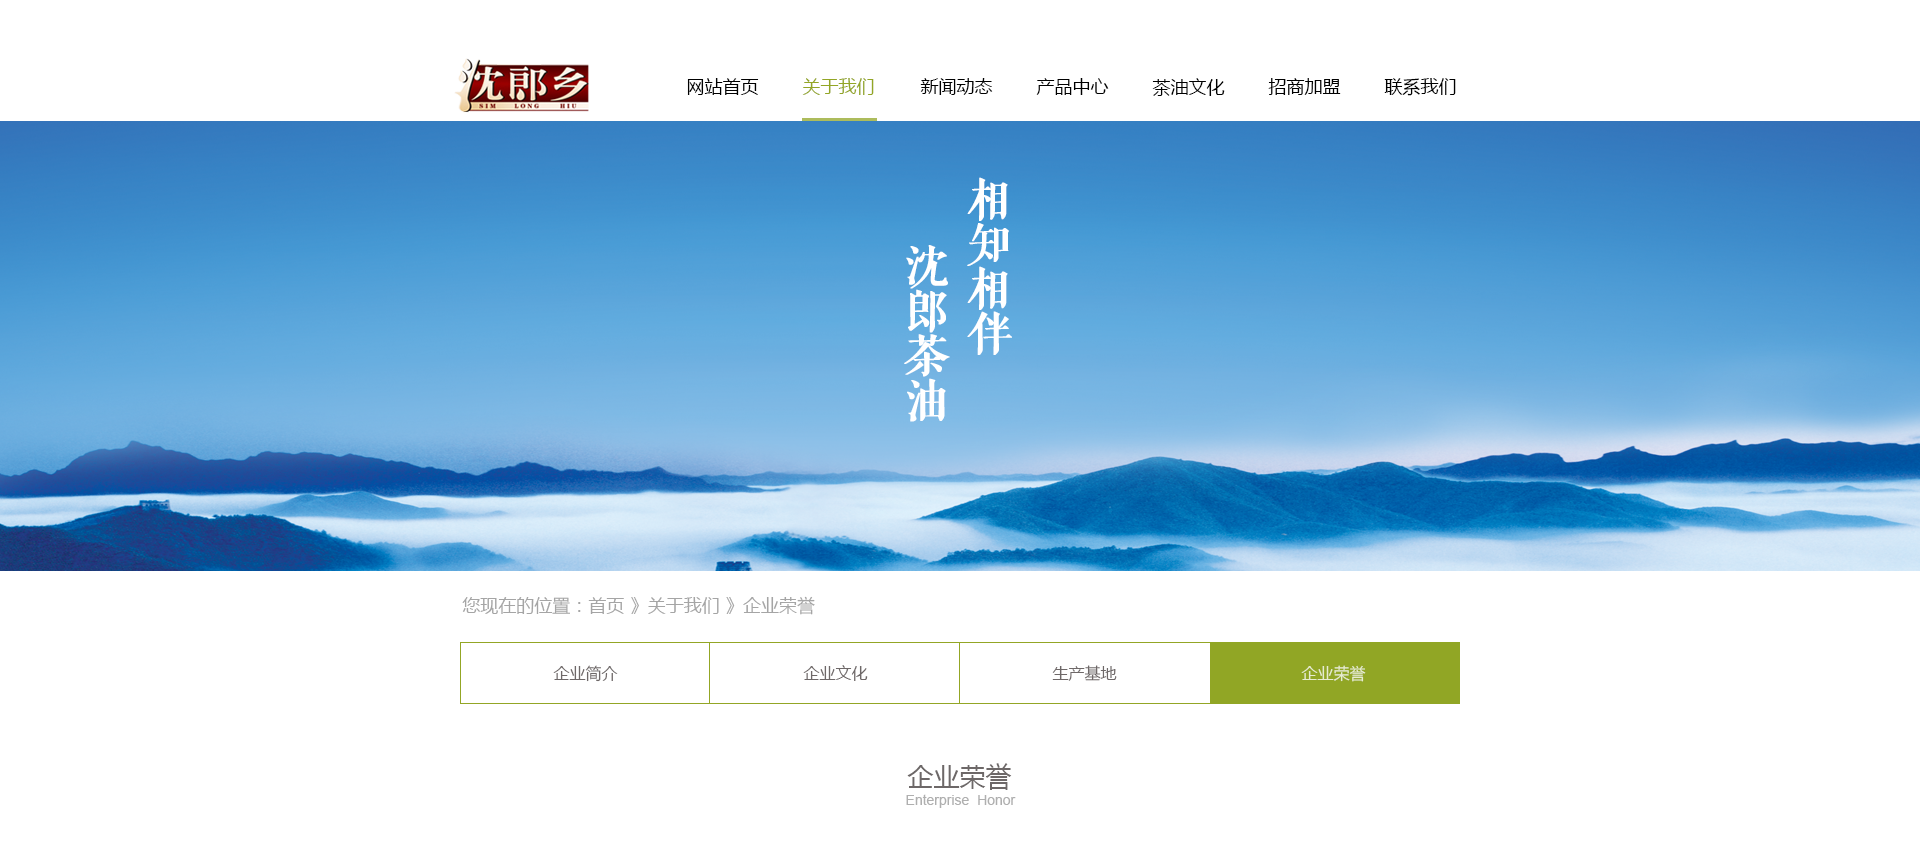 沈郎乡
SIM LONG HIU
网站首页 关于我们 新闻动态 产品中心 茶油文化 招商加盟 联系我们
相知相伴
沈郎茶油
您现在的位置：首页 》关于我们 》企业荣誉
企业简介 企业文化 生产基地 企业荣誉
企业荣誉
Enterprise Honor